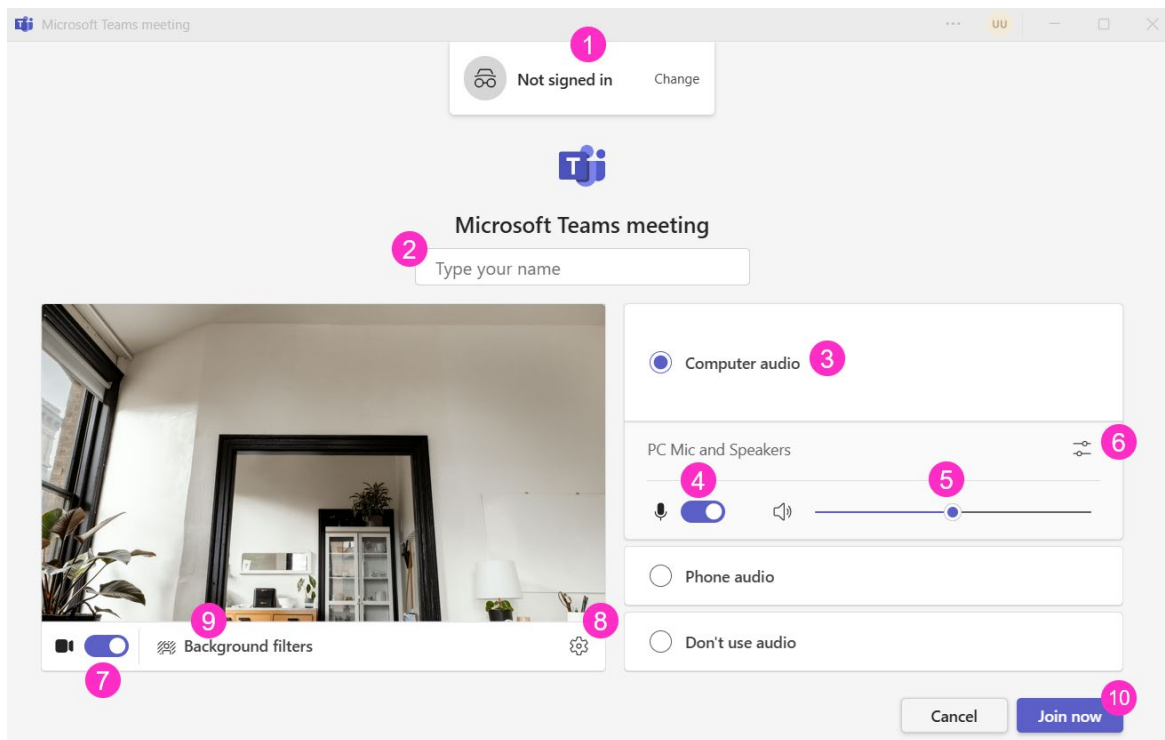 Microsoft Teams meeting
... UU
1
Not signed in Change
T
Microsoft Teams meeting
2
Type your name
Computer audio 3
PC Mic and Speakers 6
4 5
Phone audio
9 8
Background filters
Don't use audio
7
10
Cancel Join now